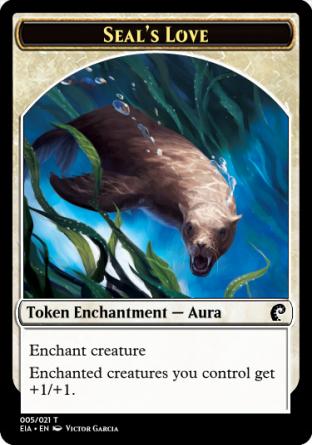 Seal's Love
Token Enchantment — Aura
Enchant creature
Enchanted creatures you control get
+1/+1.
005/021 T
EIA • EN Victor Garcia